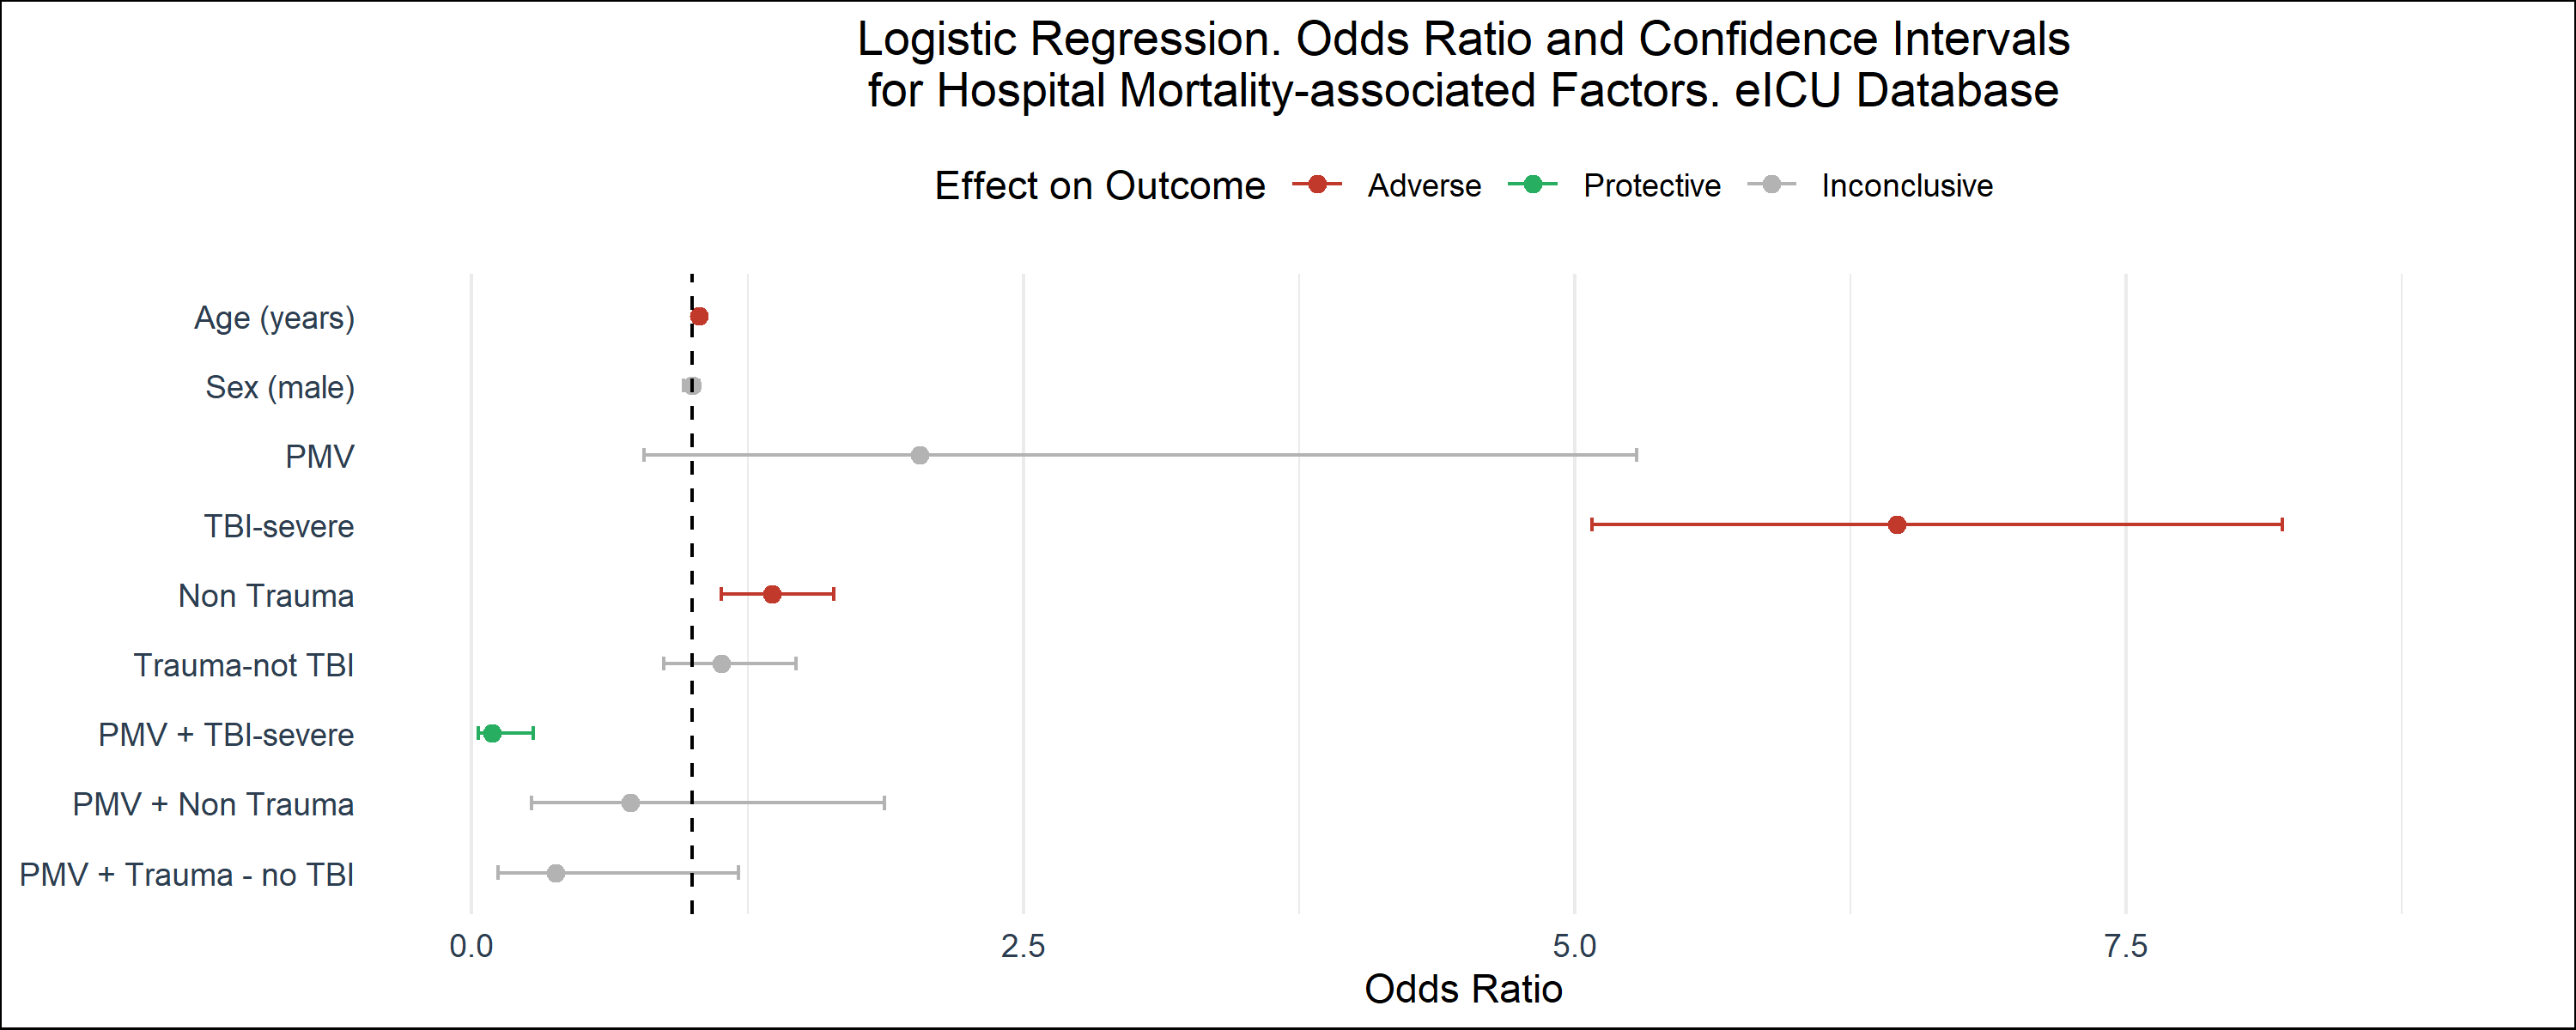 Logistic Regression. Odds Ratio and Confidence Intervals
for Hospital Mortality-associated Factors. eICU Database
Effect on Outcome Adverse Protective Inconclusive
Age (years)
Sex (male)
PMV
TBI-severe
Non Trauma
Trauma-not TBI
PMV + TBI-severe
PMV + Non Trauma
PMV + Trauma - no TBI
0.0 2.5 5.0 7.5
Odds Ratio